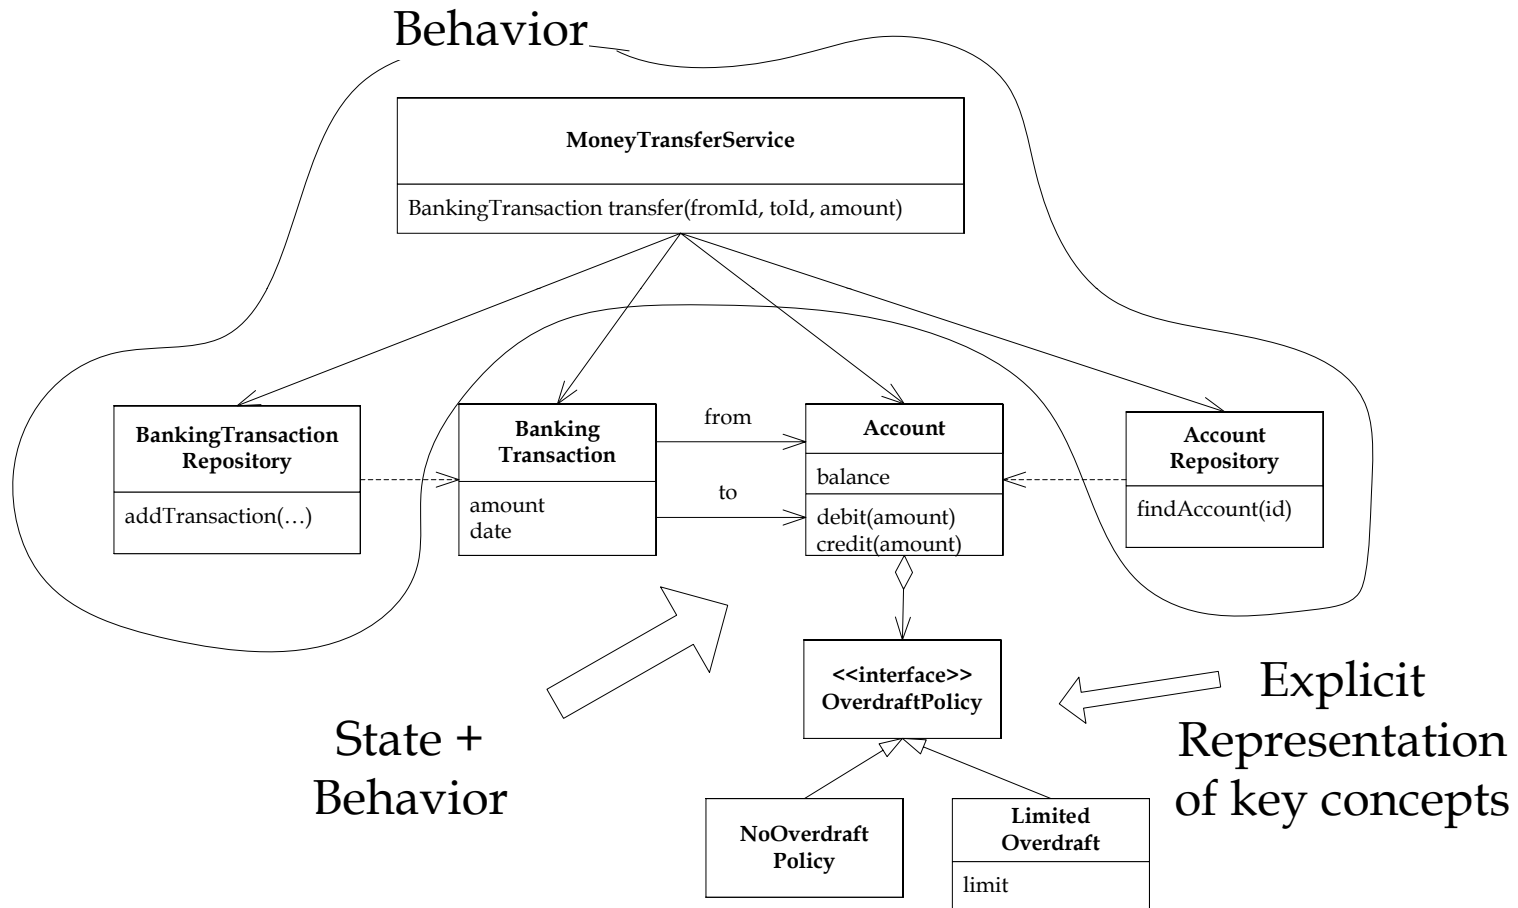 Behavior
MoneyTransferService
BankingTransaction transfer(fromId, toId, amount)
BankingTransaction
Repository
addTransaction(…)
Banking
Transaction
amount
date
from
to
Account
balance
debit(amount)
credit(amount)
Account
Repository
findAccount(id)
State +
Behavior
<<interface>>
OverdraftPolicy
Explicit
Representation
of key concepts
NoOverdraft
Policy
Limited
Overdraft
limit